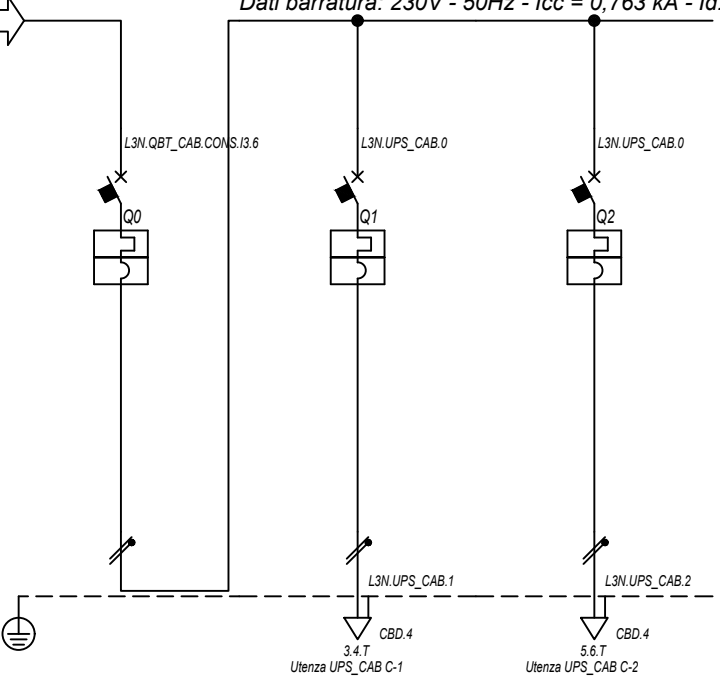 Dati barratura: 230V - 50Hz - Icc = 0,763 kA -
L3N.QBT_CAB.CONS.I3.6
L3N.UPS_CAB.0
L3N.UPS_CAB.0
Q0
Q1
Q2
L3N.UPS_CAB.1
L3N.UPS_CAB.2
CBD.4
CBD.4
3.4.T
5.6.T
Utenza UPS_CAB C-1
Utenza UPS_CAB C-2